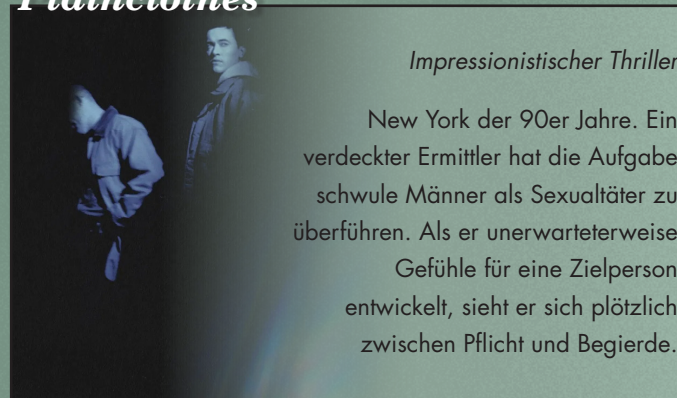 Plainclothes
Impressionistischer Thriller
New York der 90er Jahre. Ein
verdeckter Ermittler hat die Aufgabe
schwule Männer als Sexualtäter zu
überführen. Als er unerwarteterweise
Gefühle für eine Zielperson
entwickelt, sieht er sich plötzlich
zwischen Pflicht und Begierde.